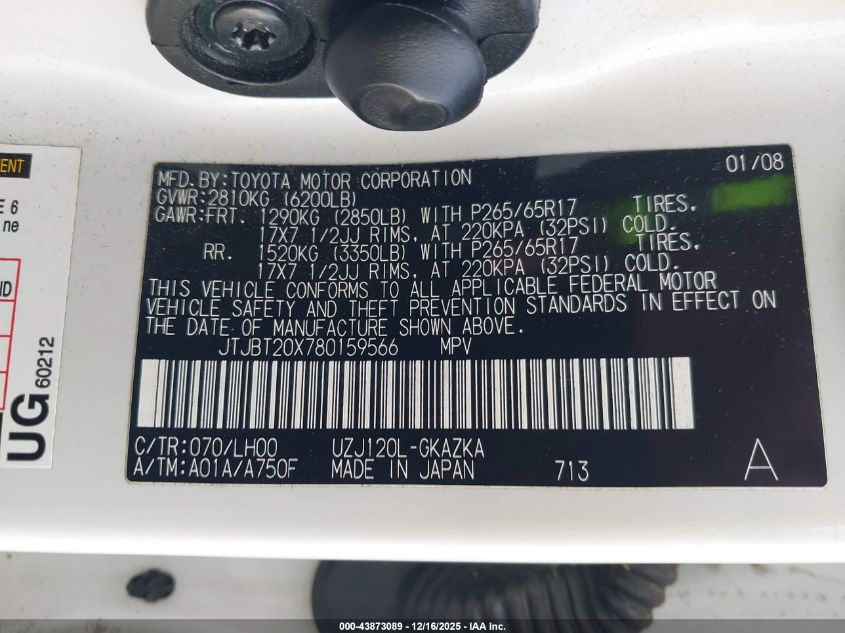 MFD.BY:TOYOTA MOTOR CORPORATION 01/08
GVWR:2810KG (6200LB)
GAWR:FRT. 1290KG (2850LB) WITH P265/65R17 TIRES.
17X7 1/2JJ RIMS, AT 220KPA (32PSI) COLD.
RR. 1520KG (3350LB) WITH P265/65R17 TIRES.
17X7 1/2JJ RIMS, AT 220KPA (32PSI) COLD.
THIS VEHICLE CONFORMS TO ALL APPLICABLE FEDERAL MOTOR
VEHICLE SAFETY AND THEFT PREVENTION STANDARDS IN EFFECT ON
THE DATE OF MANUFACTURE SHOWN ABOVE.
JTJBT20X780159566 MPV
C/TR:070/LH00 UZJ120L-GKAZKA
A/TM:A01A/A750F MADE IN JAPAN 713 A
E 6
ne
UG 60212
000-43873089 - 12/16/2025 - IAA Inc.